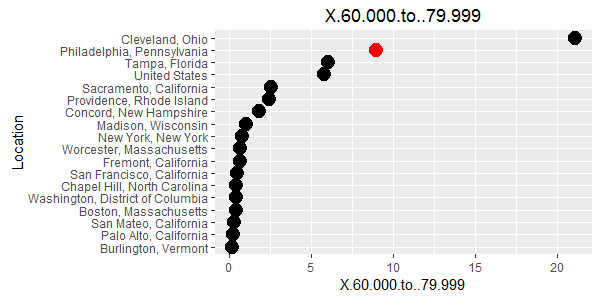 X.60.000.to..79.999
Cleveland, Ohio
Philadelphia, Pennsylvania
Tampa, Florida
United States
Sacramento, California
Providence, Rhode Island
Concord, New Hampshire
Madison, Wisconsin
New York, New York
Worcester, Massachusetts
Fremont, California
San Francisco, California
Chapel Hill, North Carolina
Washington, District of Columbia
Boston, Massachusetts
San Mateo, California
Palo Alto, California
Burlington, Vermont
Location
0 5 10 15 20
X.60.000.to..79.999